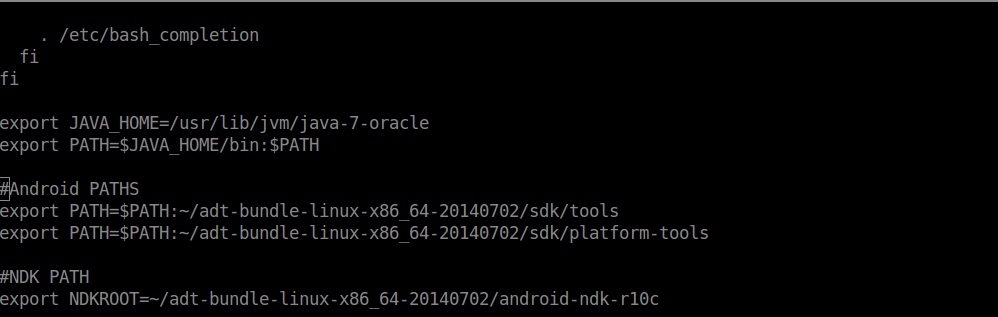 . /etc/bash_completion
fi
fi
export JAVA_HOME=/usr/lib/jvm/java-7-oracle
export PATH=$JAVA_HOME/bin:$PATH
#Android PATHS
export PATH=$PATH:~/adt-bundle-linux-x86_64-20140702/sdk/tools
export PATH=$PATH:~/adt-bundle-linux-x86_64-20140702/sdk/platform-tools
#NDK PATH
export NDKROOT=~/adt-bundle-linux-x86_64-20140702/android-ndk-r10c